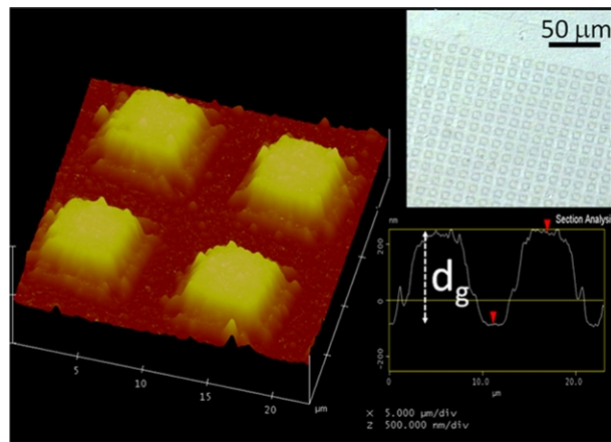 50 μm
Section Analysis
nm
200
0
-200
d_g
0
10.0
20.0
μm
5
10
15
20
μm
X 5.000 μm/div
Z 500.000 nm/div